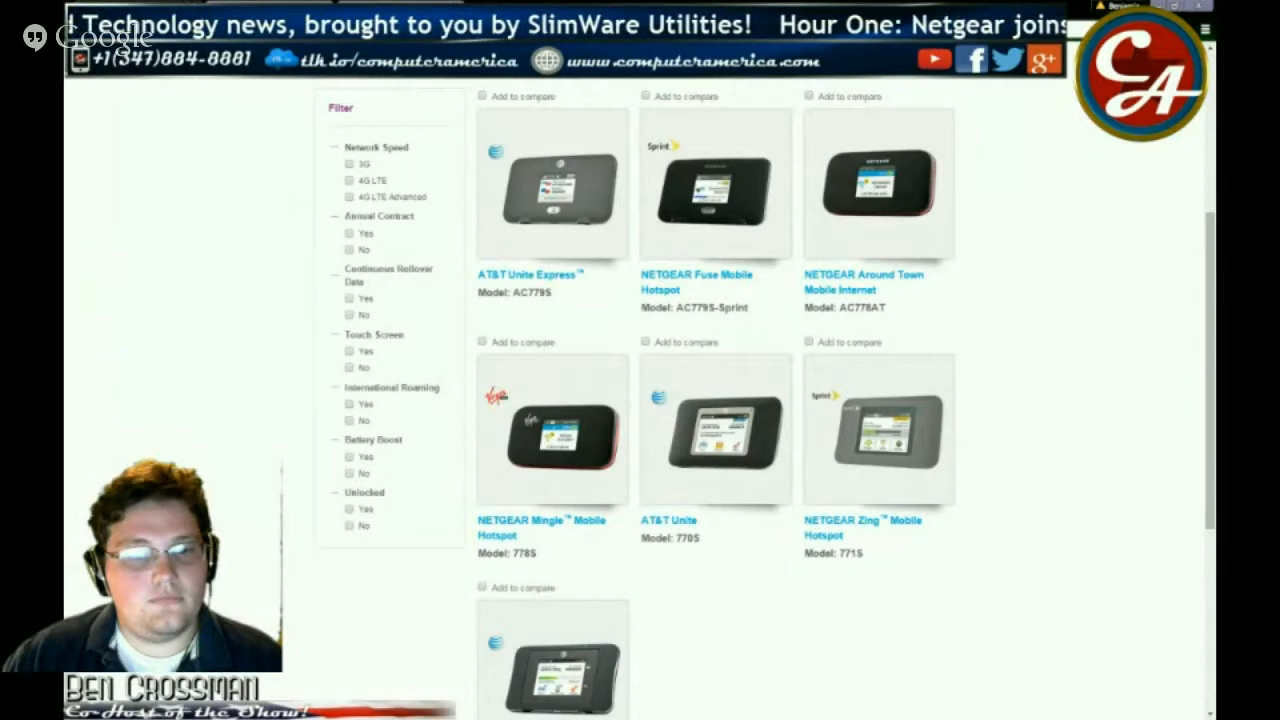 d Technology news, brought to you by SlimWare Utilities! Hour One: Netgear joins
Google
+1(347)884-8881 tlk.io/computeramerica www.computeramerica.com
CA
Filter
Network Speed
3G
4G LTE
4G LTE Advanced
Annual Contract
Yes
No
Continuous Rollover
Data
Yes
No
Touch Screen
Yes
No
International Roaming
Yes
No
Battery Boost
Yes
No
Unlocked
Yes
No
Add to compare Add to compare Add to compare
Sprint
NETGEAR
AT&T Unite Express™
Model: AC779S
NETGEAR Fuse Mobile
Hotspot
Model: AC779S-Sprint
NETGEAR Around Town
Mobile Internet
Model: AC778AT
Add to compare Add to compare Add to compare
Virgin
Sprint
NETGEAR Mingle™ Mobile
Hotspot
Model: 778S
AT&T Unite
Model: 770S
NETGEAR Zing™ Mobile
Hotspot
Model: 771S
Add to compare
Ben Crossman
Co-Host of the Show!